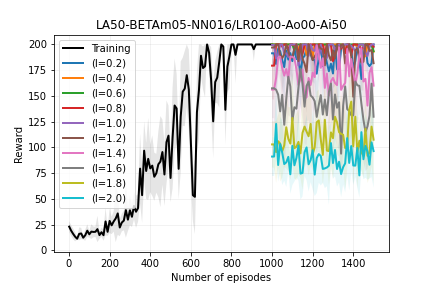 LA50-BETAm05-NN016/LR0100-Ao00-Ai50
Reward
200
175
150
125
100
75
50
25
0
Training
(l=0.2)
(l=0.4)
(l=0.6)
(l=0.8)
(l=1.0)
(l=1.2)
(l=1.4)
(l=1.6)
(l=1.8)
(l=2.0)
0 200 400 600 800 1000 1200 1400
Number of episodes